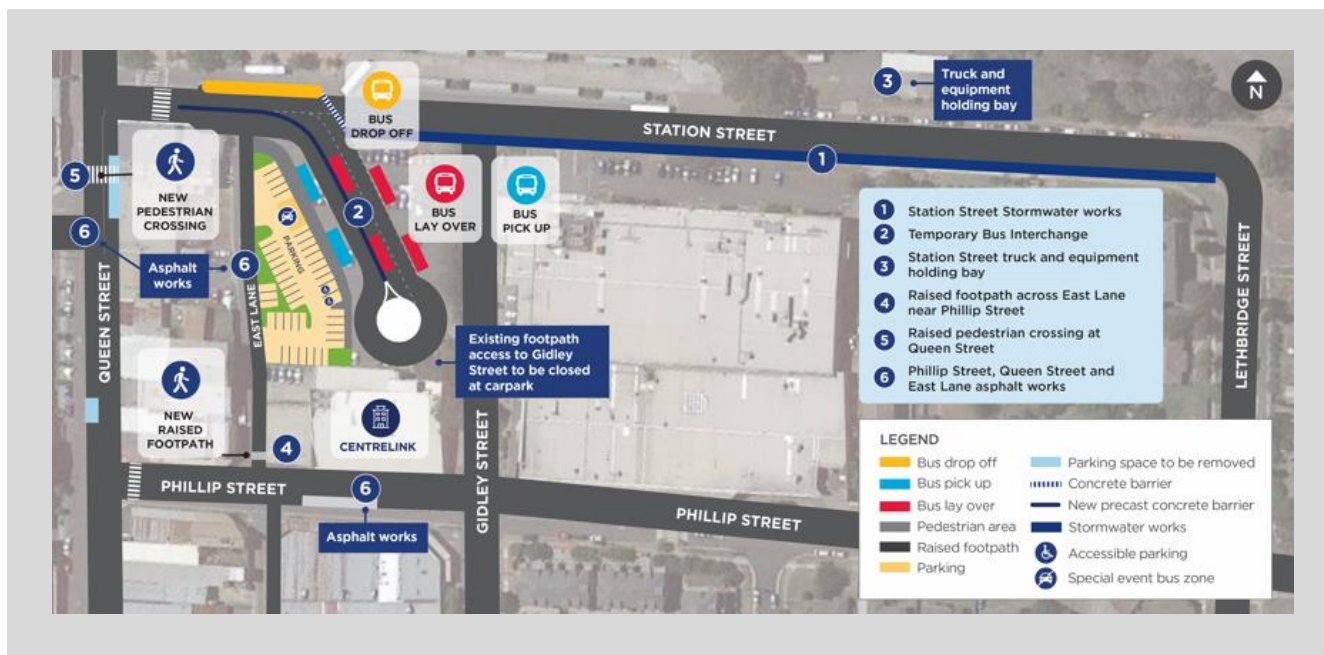 BUS
DROP OFF
3
Truck and
equipment
holding bay
N
STATION STREET
1
5
NEW
PEDESTRIAN
CROSSING
2
BUS
LAY OVER
BUS
PICK UP
6
Asphalt
works
6
PARKING
EAST LANE
QUEEN STREET
Existing footpath
access to Gidley
Street to be closed
at carpark
NEW
RAISED
FOOTPATH
CENTRELINK
4
PHILLIP STREET
6
Asphalt works
GIDLEY STREET
PHILLIP STREET
LETHBRIDGE STREET
1 Station Street Stormwater works
2 Temporary Bus Interchange
3 Station Street truck and equipment
holding bay
4 Raised footpath across East Lane
near Phillip Street
5 Raised pedestrian crossing at
Queen Street
6 Phillip Street, Queen Street and
East Lane asphalt works
LEGEND
Bus drop off
Bus pick up
Bus lay over
Pedestrian area
Raised footpath
Parking
Parking space to be removed
Concrete barrier
New precast concrete barrier
Stormwater works
Accessible parking
Special event bus zone